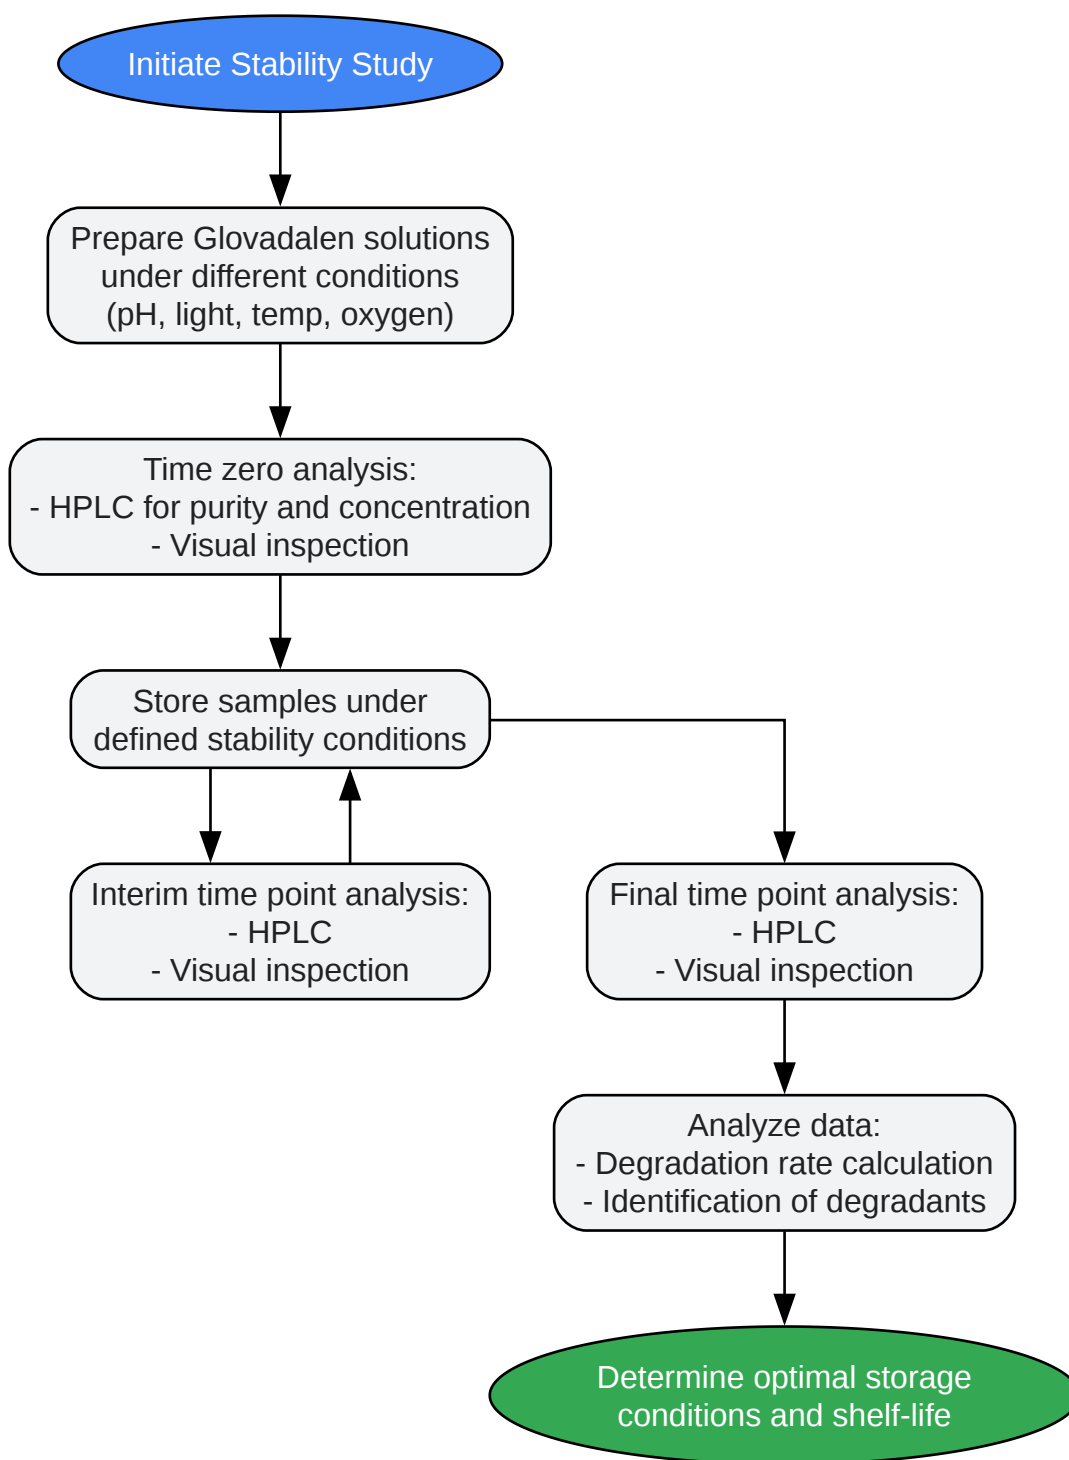 Initiate Stability Study
Prepare Glovadalen solutions
under different conditions
(pH, light, temp, oxygen)
Time zero analysis:
- HPLC for purity and concentration
- Visual inspection
Store samples under
defined stability conditions
Interim time point analysis:
- HPLC
- Visual inspection
Final time point analysis:
- HPLC
- Visual inspection
Analyze data:
- Degradation rate calculation
- Identification of degradants
Determine optimal storage
conditions and shelf-life